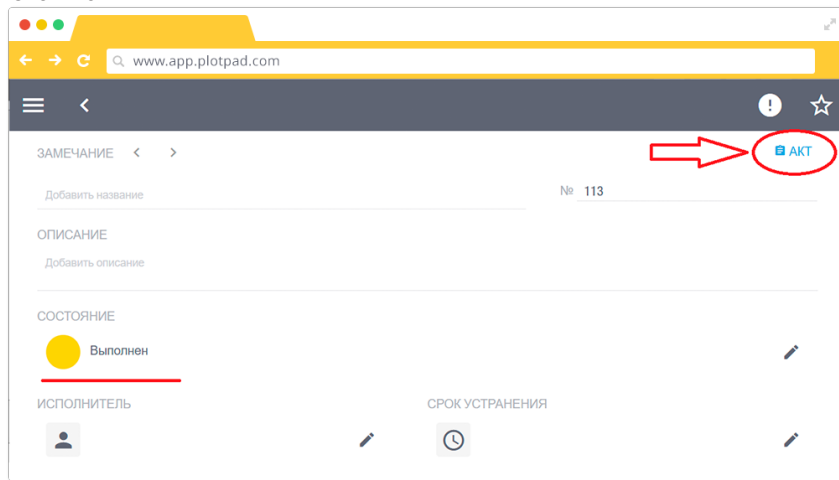 www.app.plotpad.com
ЗАМЕЧАНИЕ
АКТ
Добавить название
№ 113
ОПИСАНИЕ
Добавить описание
СОСТОЯНИЕ
Выполнен
ИСПОЛНИТЕЛЬ
СРОК УСТРАНЕНИЯ